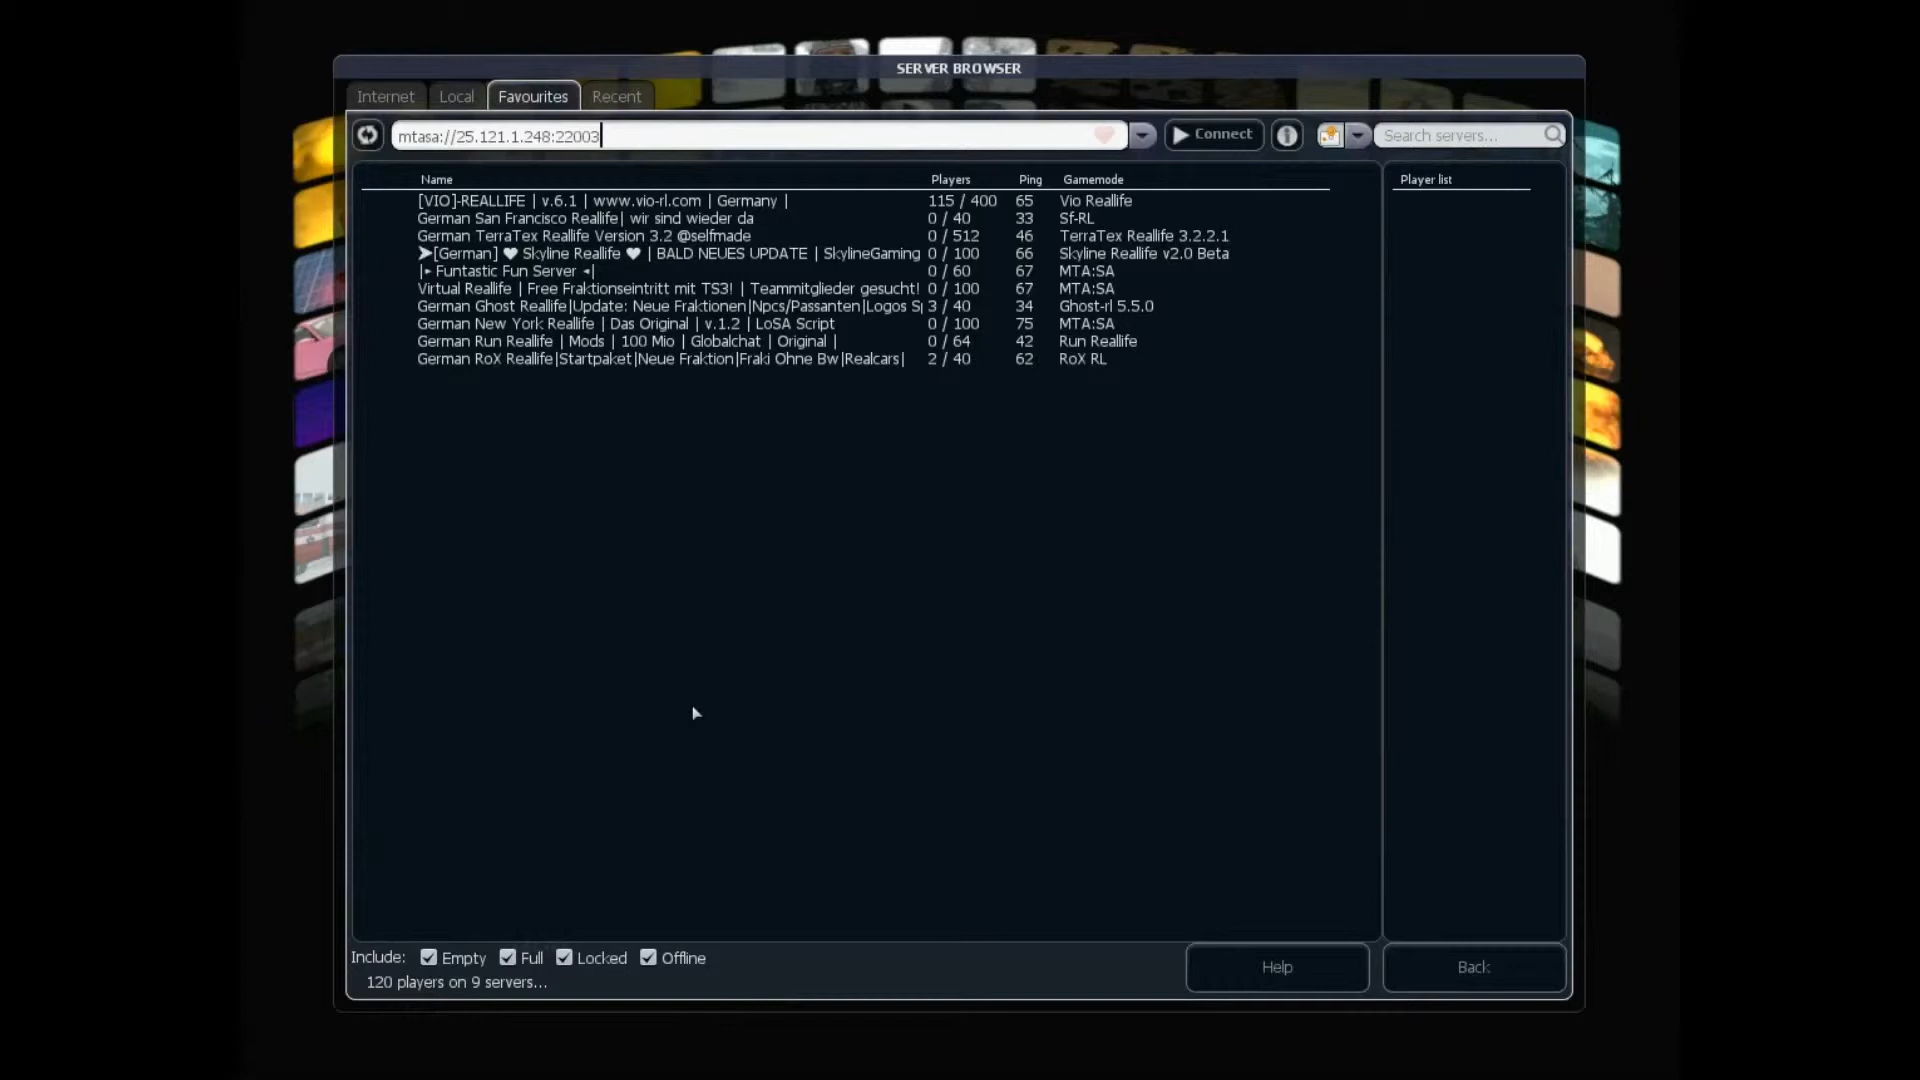 SERVER BROWSER
Internet Local Favourites Recent
mtasa://25.121.1.248:22003 Connect Search servers...
Name Players Ping Gamemode Player list
[VIO]-REALLIFE | v.6.1 | www.vio-rl.com | Germany | 115 / 400 65 Vio Reallife
German San Francisco Reallife| wir sind wieder da 0 / 40 33 Sf-RL
German TerraTex Reallife Version 3.2 @selfmade 0 / 512 46 TerraTex Reallife 3.2.2.1
➤[German] ♥ Skyline Reallife ♥ | BALD NEUES UPDATE | SkylineGaming 0 / 100 66 Skyline Reallife v2.0 Beta
|► Funtastic Fun Server ◄| 0 / 60 67 MTA:SA
Virtual Reallife | Free Fraktionseintritt mit TS3! | Teammitglieder gesucht! 0 / 100 67 MTA:SA
German Ghost Reallife|Update: Neue Fraktionen|Npcs/Passanten|Logos Sp 3 / 40 34 Ghost-rl 5.5.0
German New York Reallife | Das Original | v.1.2 | LoSA Script 0 / 100 75 MTA:SA
German Run Reallife | Mods | 100 Mio | Globalchat | Original | 0 / 64 42 Run Reallife
German RoX Reallife|Startpaket|Neue Fraktion|Fraki Ohne Bw|Realcars| 2 / 40 62 RoX RL
Include: Empty Full Locked Offline
120 players on 9 servers...
Help Back